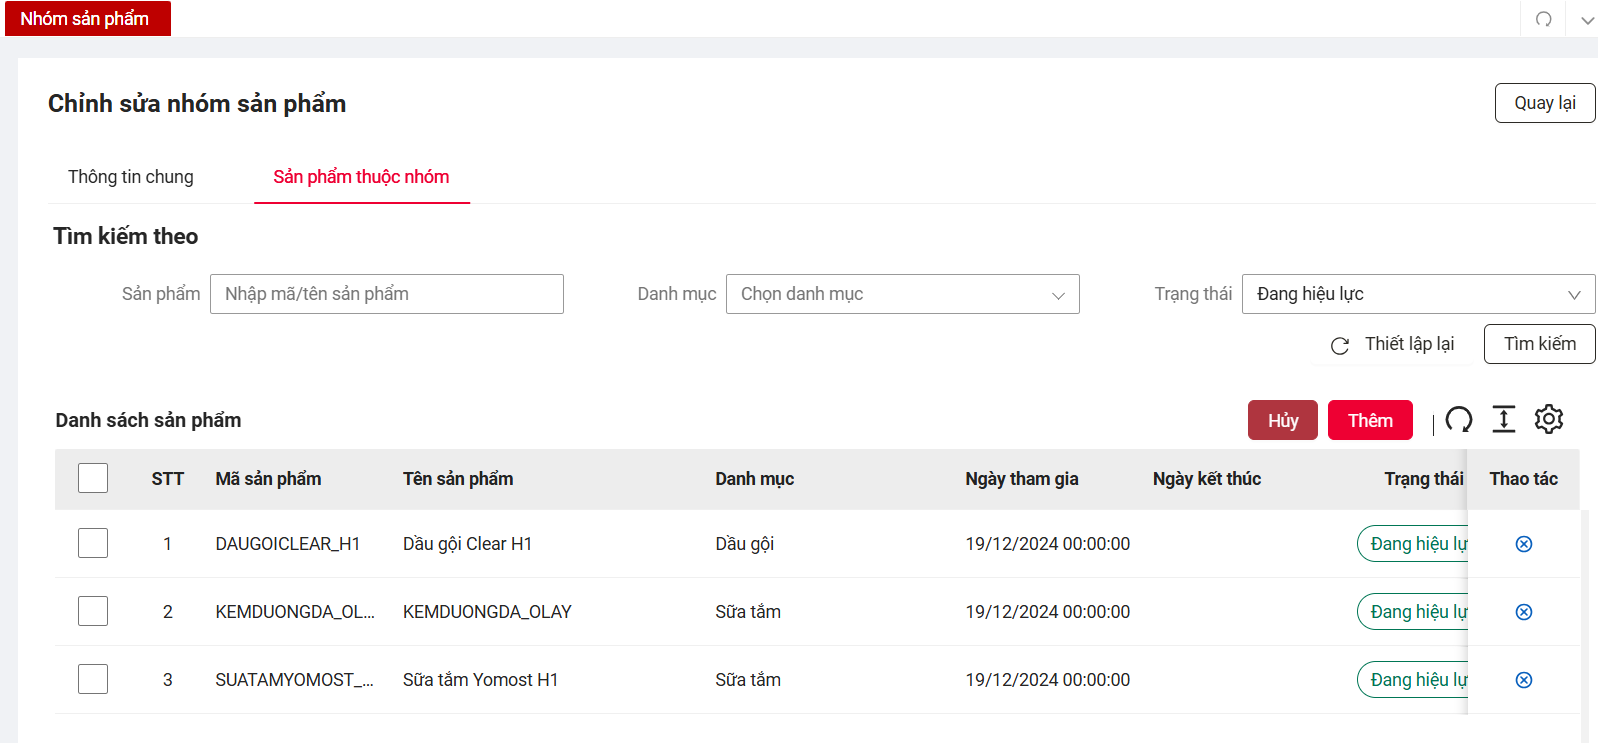 Nhóm sản phẩm
Chỉnh sửa nhóm sản phẩm
Quay lại
Thông tin chung Sản phẩm thuộc nhóm
Tìm kiếm theo
Sản phẩm Nhập mã/tên sản phẩm Danh mục Chọn danh mục Trạng thái Đang hiệu lực
Thiết lập lại Tìm kiếm
Danh sách sản phẩm Hủy Thêm
STT Mã sản phẩm Tên sản phẩm Danh mục Ngày tham gia Ngày kết thúc Trạng thái Thao tác
1 DAUGOICLEAR_H1 Dầu gội Clear H1 Dầu gội 19/12/2024 00:00:00 Đang hiệu lự
2 KEMDUONGDA_OL... KEMDUONGDA_OLAY Sữa tắm 19/12/2024 00:00:00 Đang hiệu lự
3 SUATAMYOMOST_... Sữa tắm Yomost H1 Sữa tắm 19/12/2024 00:00:00 Đang hiệu lự